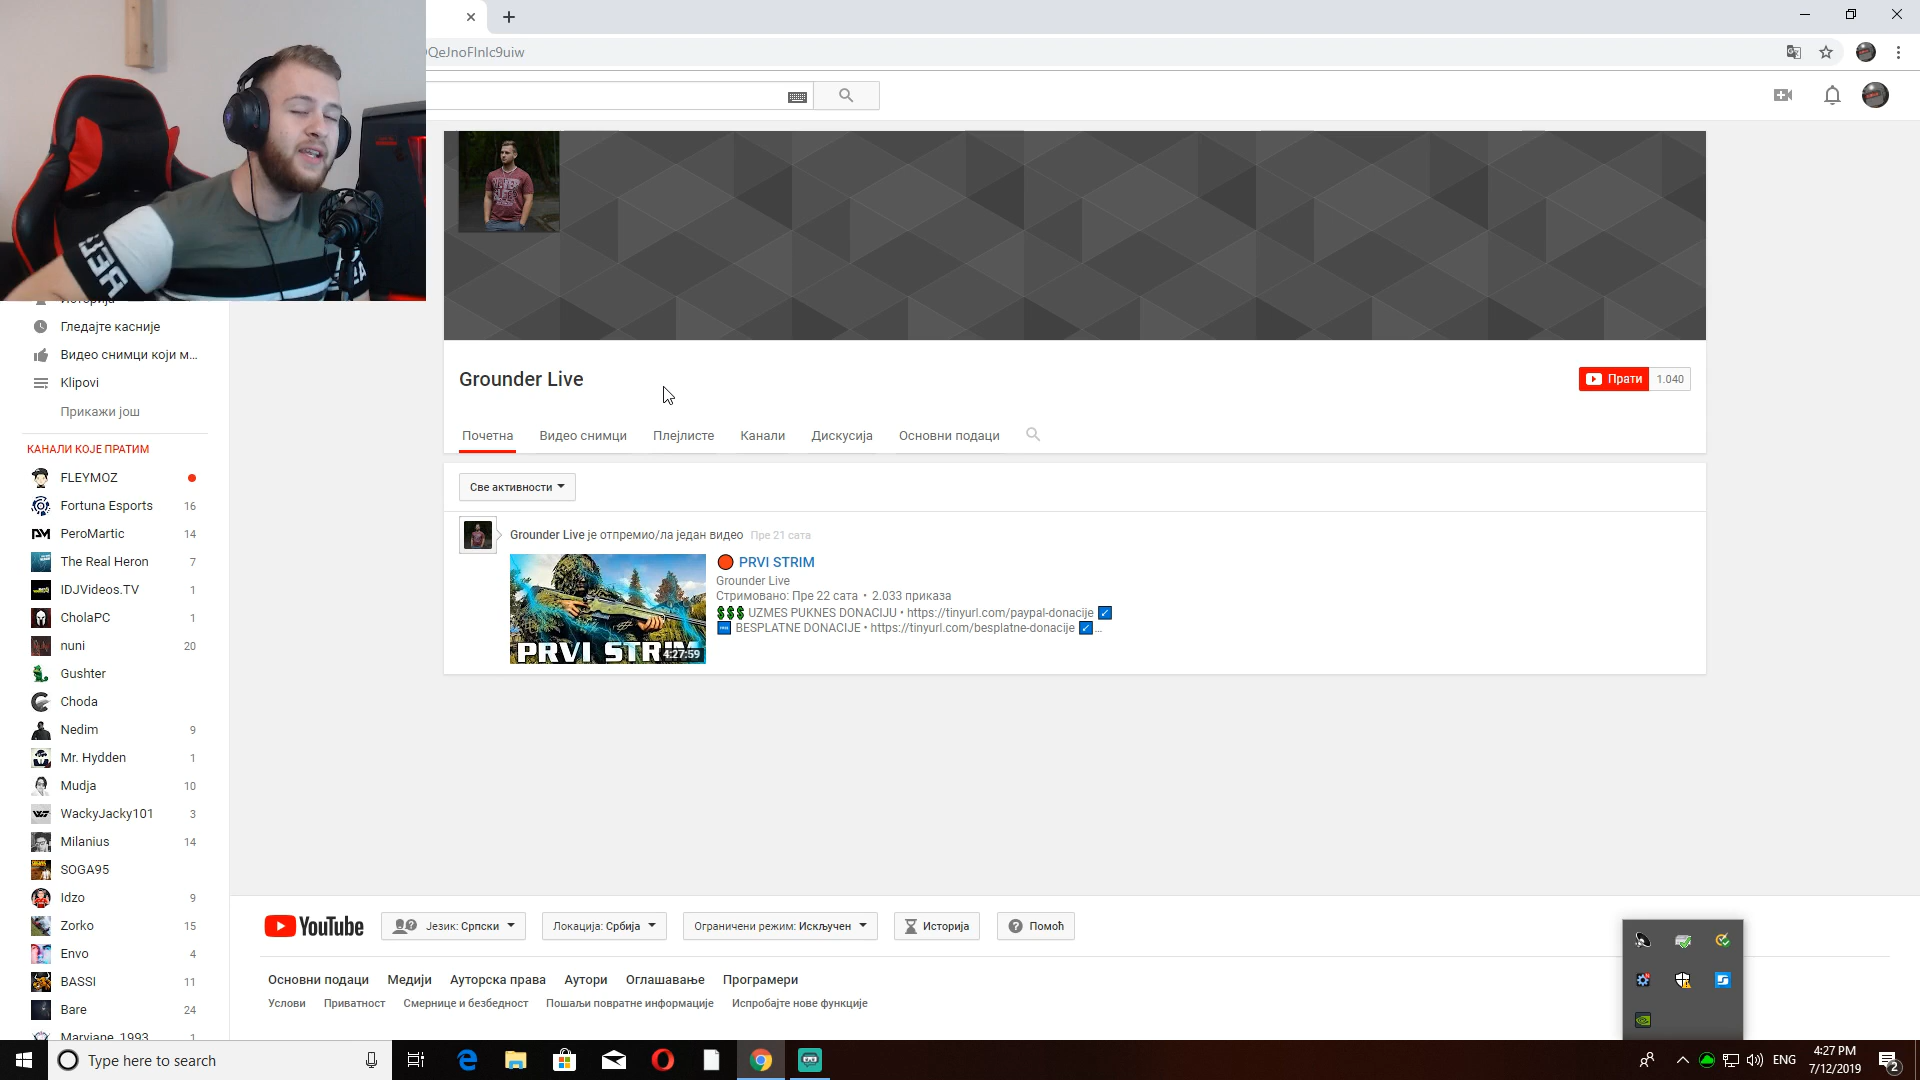 QeJnoFInIc9uiw
Гледајте касније
Видео снимци који м...
Klipovi
Прикажи још
КАНАЛИ КОЈЕ ПРАТИМ
FLEYMOZ
Fortuna Esports 16
PeroMartic 14
The Real Heron 7
IDJVideos.TV 1
CholaPC 1
nuni 20
Gushter
Choda
Nedim 9
Mr. Hydden 1
Mudja 10
WackyJacky101 3
Milanius 14
SOGA95
Idzo 9
Zorko 15
Envo 4
BASSI 11
Bare 24
Maryjane 1993 1
Grounder Live
Прати 1.040
Почетна Видео снимци Плејлисте Канали Дискусија Основни подаци
Све активности
Grounder Live је отпремио/ла један видео Пре 21 сата
PRVI STRIM
4:27:59
PRVI STRIM
Grounder Live
Стримовано: Пре 22 сата • 2.033 приказа
$$$ UZMES PUKNES DONACIJU • https://tinyurl.com/paypal-donacije
BESPLATNE DONACIJE • https://tinyurl.com/besplatne-donacije ...
YouTube Језик: Српски Локација: Србија Ограничени режим: Искључен Историја Помоћ
Основни подаци Медији Ауторска права Аутори Оглашавање Програмери
Услови Приватност Смернице и безбедност Пошаљи повратне информације Испробајте нове функције
Type here to search
ENG
4:27 PM
7/12/2019
2